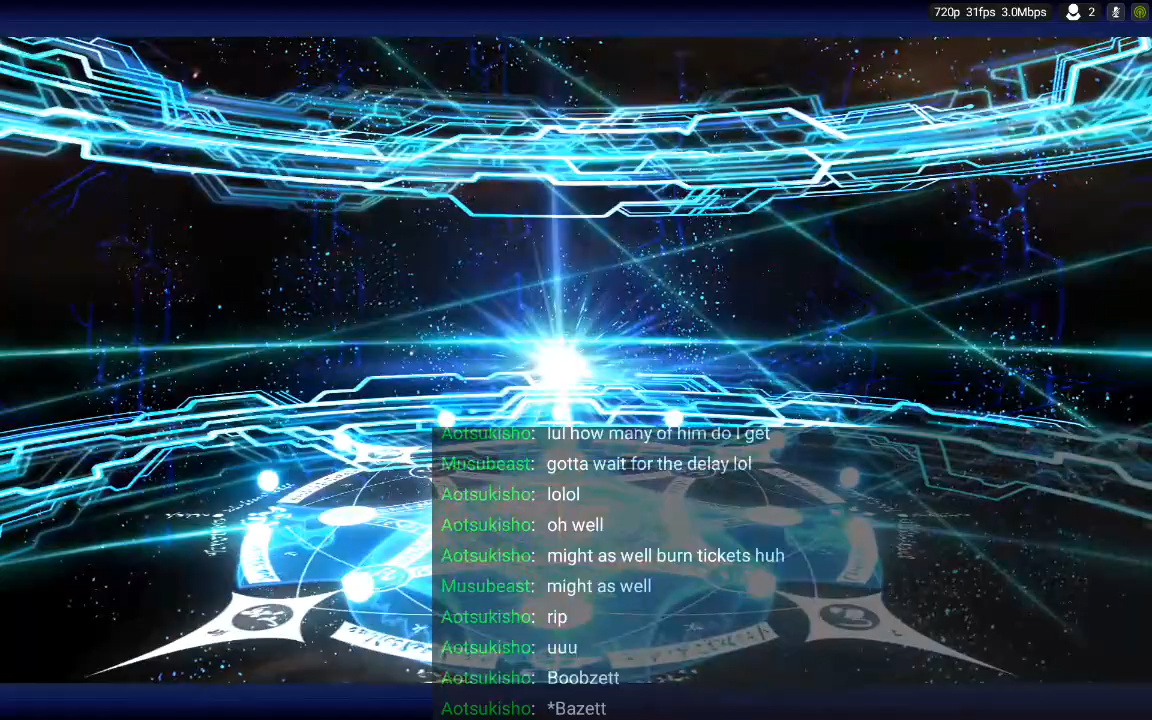 720p 31fps 3.0Mbps 2
Aotsukisho: lul how many of him do I get
Musubeast: gotta wait for the delay lol
Aotsukisho: lolol
Aotsukisho: oh well
Aotsukisho: might as well burn tickets huh
Musubeast: might as well
Aotsukisho: rip
Aotsukisho: uuu
Aotsukisho: Boobzett
Aotsukisho: *Bazett